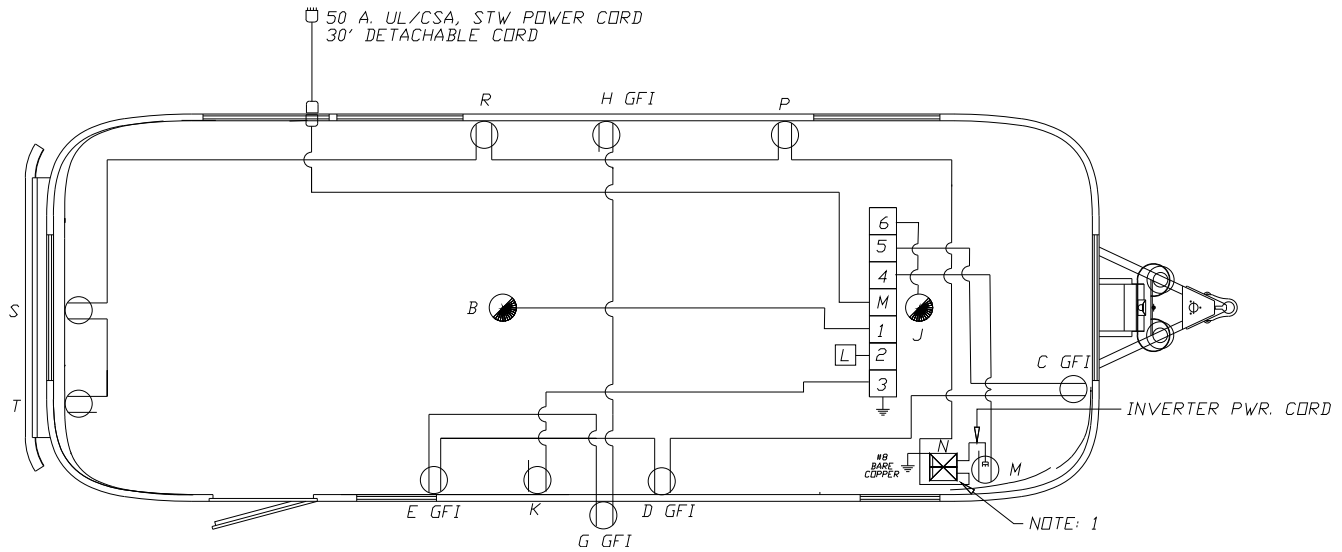 50 A. UL/CSA, STW POWER CORD
30' DETACHABLE CORD
R
H GFI
P
6
5
4
M
1
2
3
S
B
J
L
T
C GFI
INVERTER PWR. CORD
N
#8
BARE
COPPER
M
E GFI
K
D GFI
G GFI
NOTE: 1